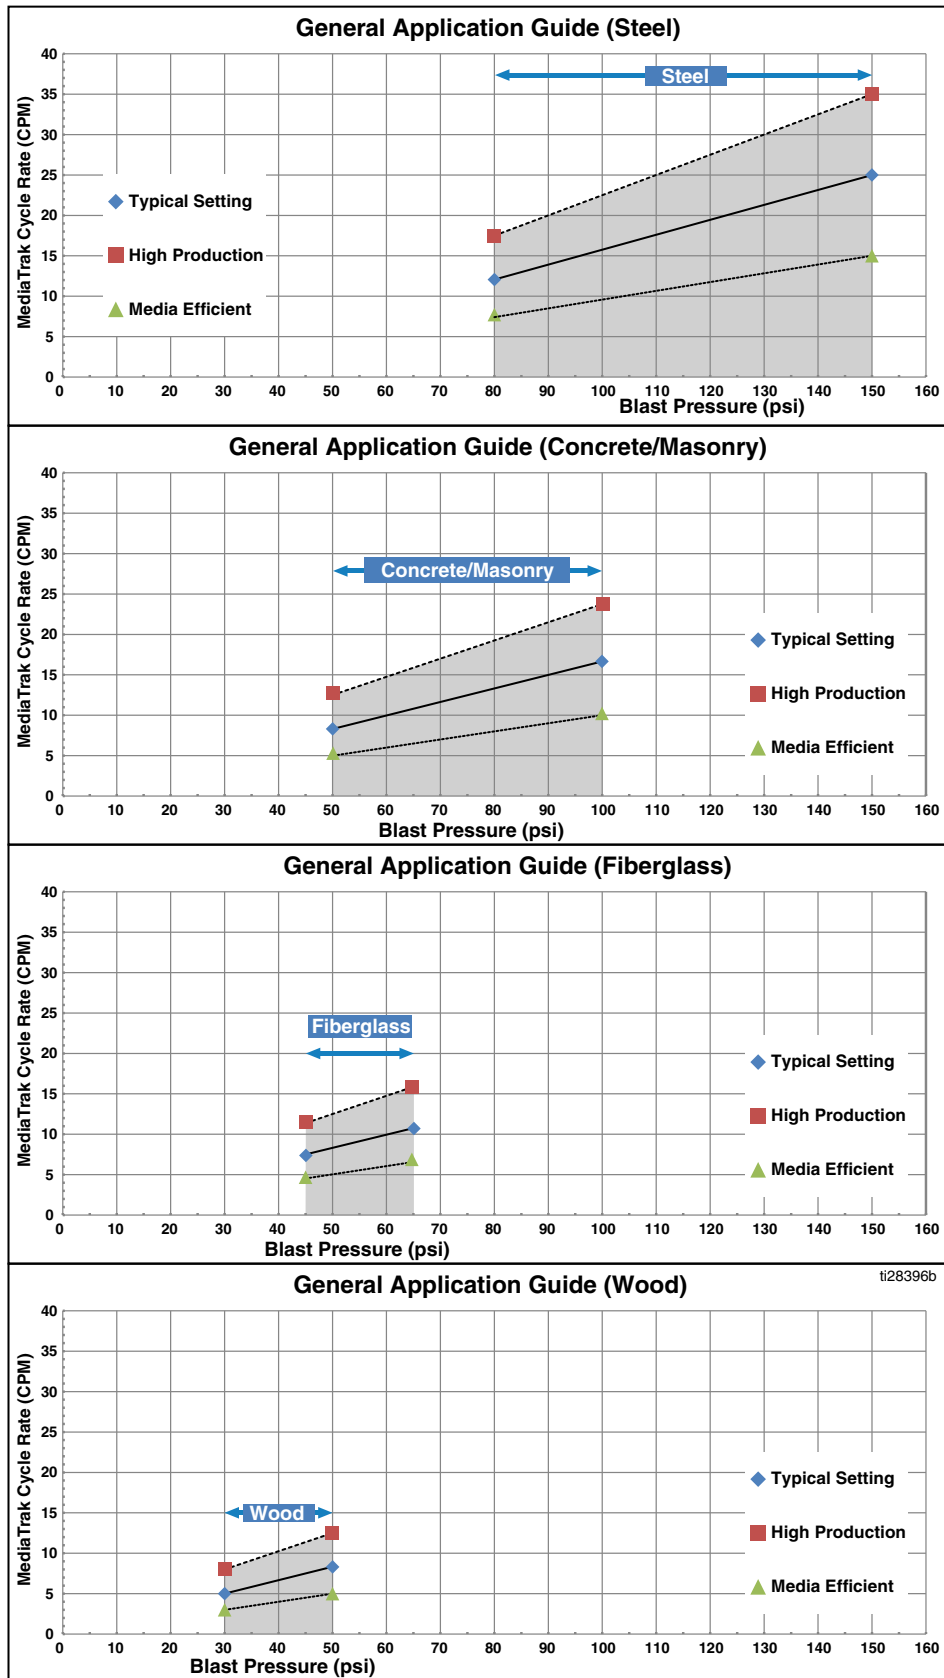 General Application Guide (Steel)
MediaTrak Cycle Rate (CPM)
40
35
30
25
20
15
10
5
0
Steel
Typical Setting
High Production
Media Efficient
0 10 20 30 40 50 60 70 80 90 100 110 120 130 140 150 160
Blast Pressure (psi)
General Application Guide (Concrete/Masonry)
MediaTrak Cycle Rate (CPM)
40
35
30
25
20
15
10
5
0
Concrete/Masonry
Typical Setting
High Production
Media Efficient
0 10 20 30 40 50 60 70 80 90 100 110 120 130 140 150 160
Blast Pressure (psi)
General Application Guide (Fiberglass)
MediaTrak Cycle Rate (CPM)
40
35
30
25
20
15
10
5
0
Fiberglass
Typical Setting
High Production
Media Efficient
0 10 20 30 40 50 60 70 80 90 100 110 120 130 140 150 160
Blast Pressure (psi)
ti28396b
General Application Guide (Wood)
MediaTrak Cycle Rate (CPM)
40
35
30
25
20
15
10
5
0
Wood
Typical Setting
High Production
Media Efficient
0 10 20 30 40 50 60 70 80 90 100 110 120 130 140 150 160
Blast Pressure (psi)